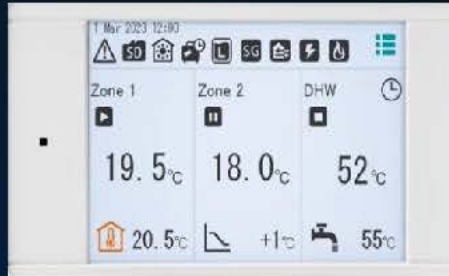 1 Mar 2023 12:00
SD L SG
Zone 1 Zone 2 DHW
19.5℃ 18.0℃ 52℃
20.5℃ +1℃ 55℃